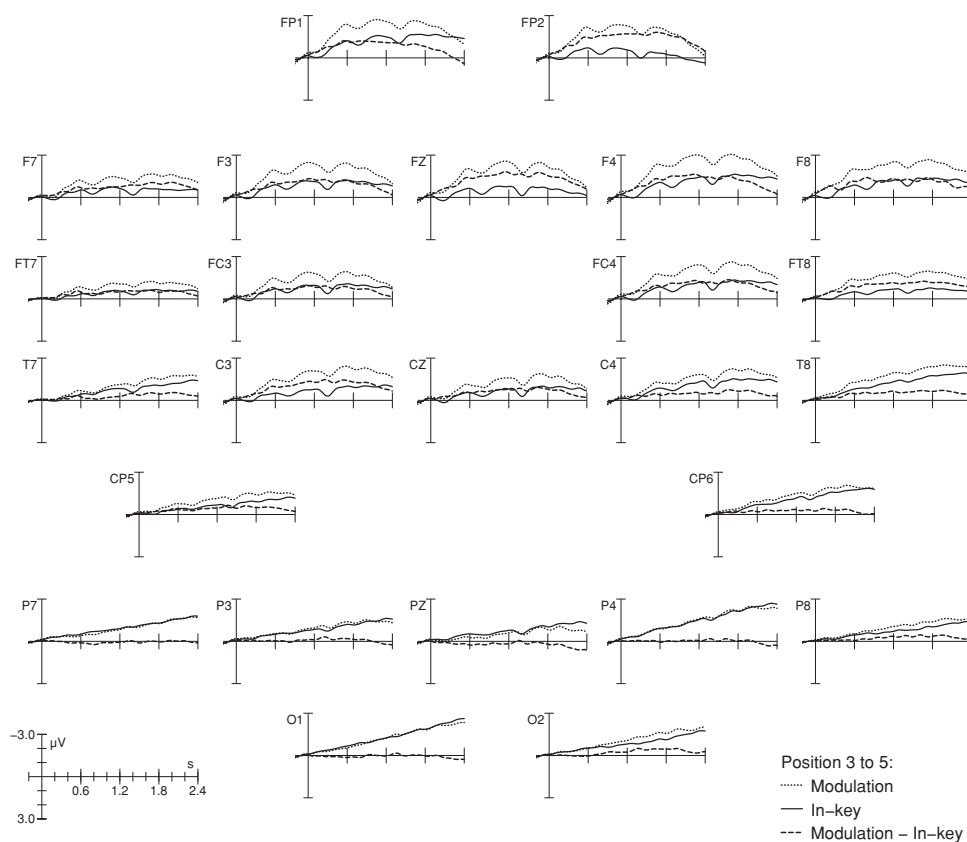 FP1 FP2
F7 F3 FZ F4 F8
FT7 FC3 FC4 FT8
T7 C3 CZ C4 T8
CP5 CP6
P7 P3 PZ P4 P8
O1 O2
−3.0 µV
s
0.6 1.2 1.8 2.4
3.0
Position 3 to 5:
Modulation
In−key
Modulation − In−key